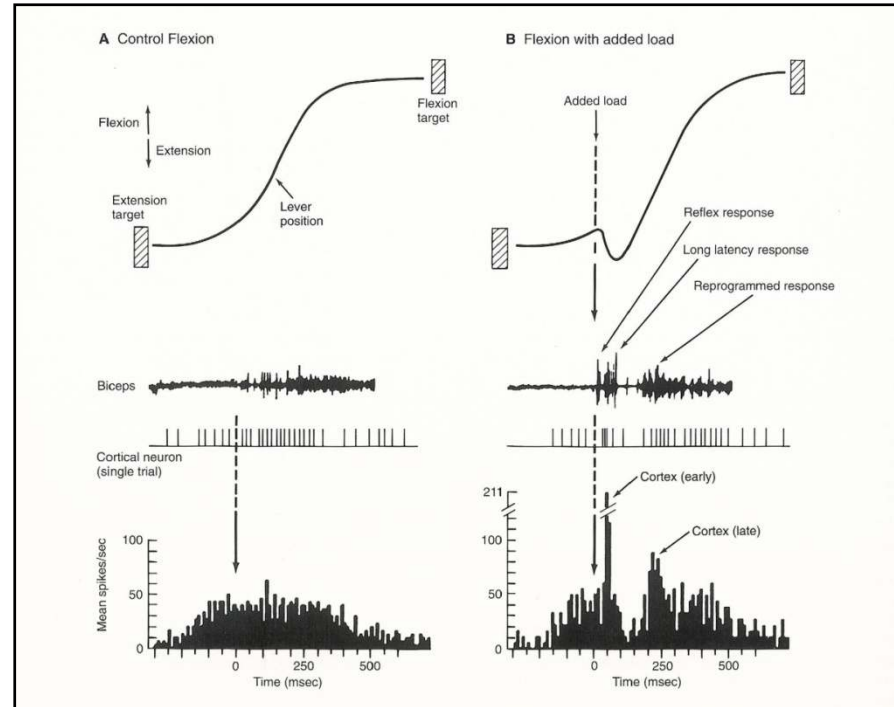 A Control Flexion
Flexion
Extension
Extension
target
Lever
position
Flexion
target
Biceps
Cortical neuron
(single trial)
Mean spikes/sec
100
50
0
0
500
Time (msec)
B Flexion with added load
Added load
Reflex response
Long latency response
Reprogrammed response
Cortex (early)
Cortex (late)
211
100
50
0
0
500
Time (msec)